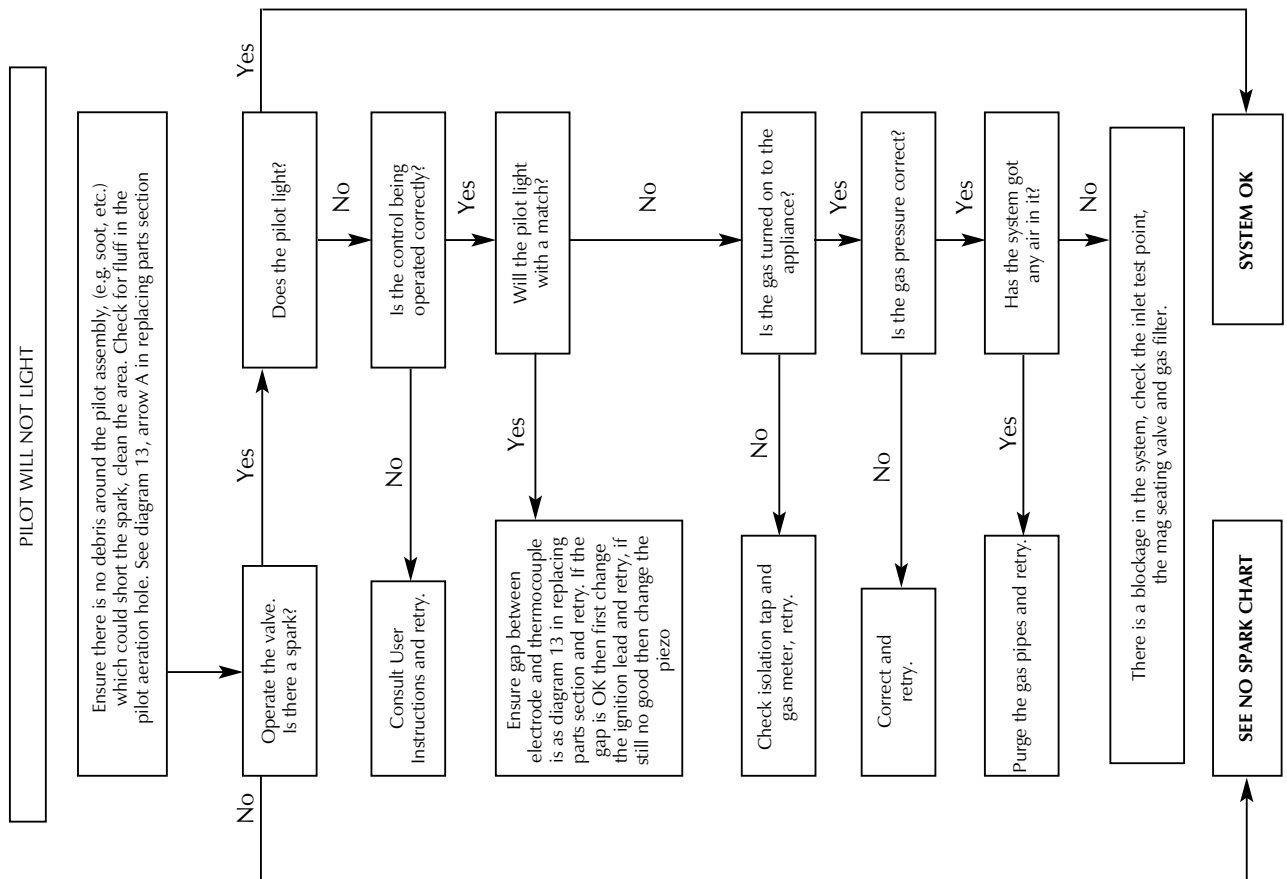 PILOT WILL NOT LIGHT
Ensure there is no debris around the pilot assembly, (e.g, soot, etc.)
which could short the spark, clean the area. Check for fluff in the
pilot aeration hole. See diagram 13, arrow A in replacing parts section
No
Operate the valve.
Is there a spark?
Yes
Does the pilot light?
Yes
No
Is the control being
operated correctly?
No
Consult User
Instructions and retry.
Yes
Will the pilot light
with a match?
Yes
Ensure gap between
electrode and thermocouple
is as diagram 13 in replacing
parts section and retry. If the
gap is OK then first change
the ignition lead and retry, if
still no good then change the
piezo
No
Is the gas turned on to the
appliance?
No
Check isolation tap and
gas meter, retry.
Yes
Is the gas pressure correct?
No
Correct and
retry.
Yes
Has the system got
any air in it?
Yes
Purge the gas pipes and retry.
No
There is a blockage in the system, check the inlet test point,
the mag seating valve and gas filter.
SEE NO SPARK CHART
SYSTEM OK